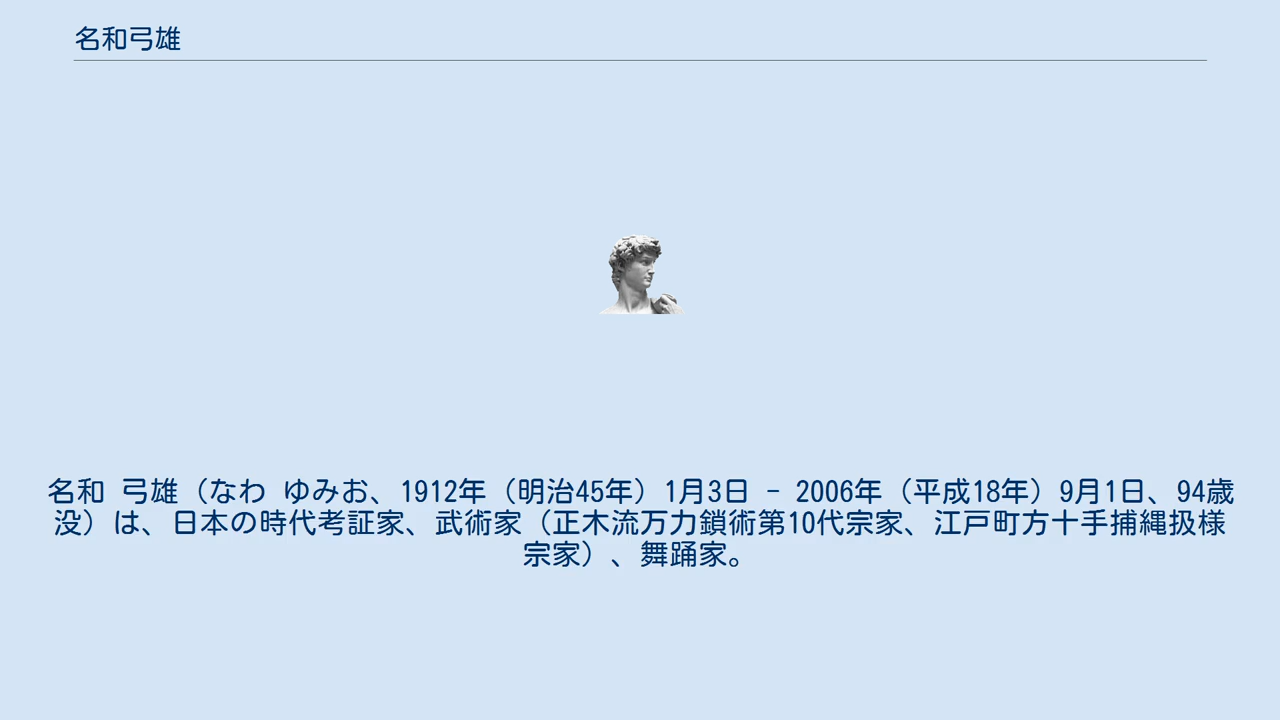 名和弓雄
名和 弓雄（なわ ゆみお、1912年（明治45年）1月3日 - 2006年（平成18年）9月1日、94歳
没）は、日本の時代考証家、武術家（正木流万力鎖術第10代宗家、江戸町方十手捕縄扱様
宗家）、舞踊家。